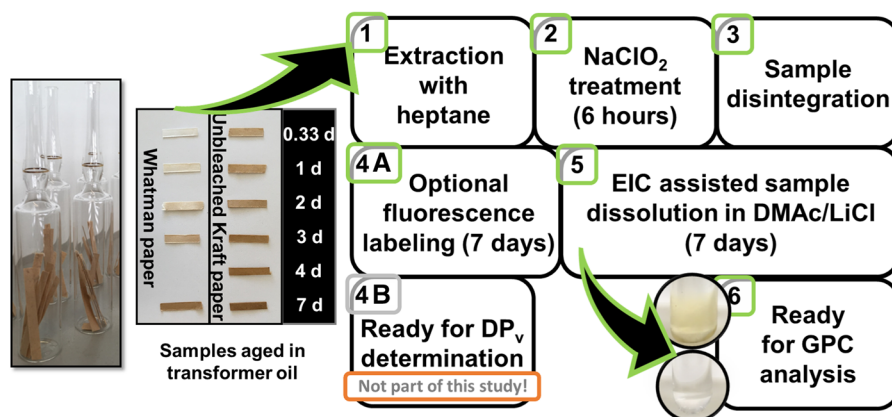 Whatman paper
Unbleached Kraft paper
0.33 d
1 d
2 d
3 d
4 d
7 d
Samples aged in
transformer oil
1
Extraction
with
heptane
2
NaClO₂
treatment
(6 hours)
3
Sample
disintegration
4A
Optional
fluorescence
labeling (7 days)
5
EIC assisted sample
dissolution in DMAc/LiCl
(7 days)
4B
Ready for DPᵥ
determination
Not part of this study!
6
Ready
for GPC
analysis